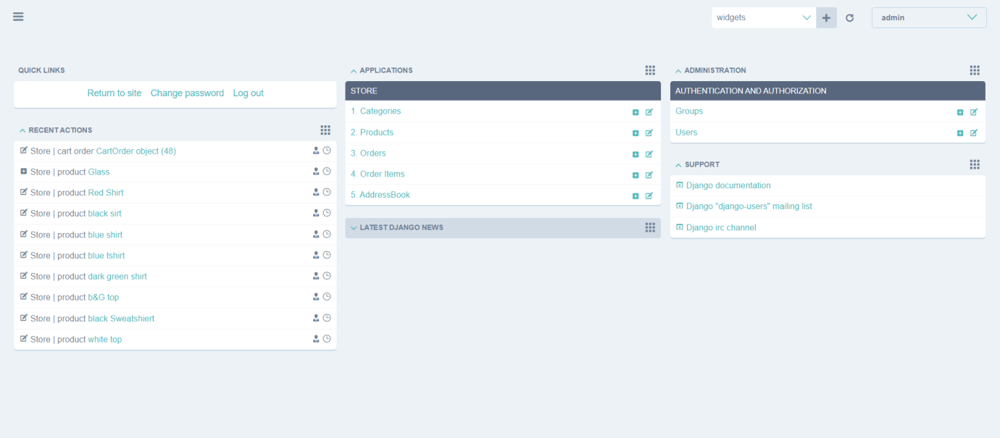 widgets
admin
QUICK LINKS
Return to site Change password Log out
RECENT ACTIONS
Store | cart order CartOrder object (48)
Store | product Glass
Store | product Red Shirt
Store | product black sirt
Store | product blue shirt
Store | product blue tshirt
Store | product dark green shirt
Store | product b&G top
Store | product black Sweatshiert
Store | product white top
APPLICATIONS
STORE
1. Categories
2. Products
3. Orders
4. Order Items
5. AddressBook
LATEST DJANGO NEWS
ADMINISTRATION
AUTHENTICATION AND AUTHORIZATION
Groups
Users
SUPPORT
Django documentation
Django "django-users" mailing list
Django irc channel